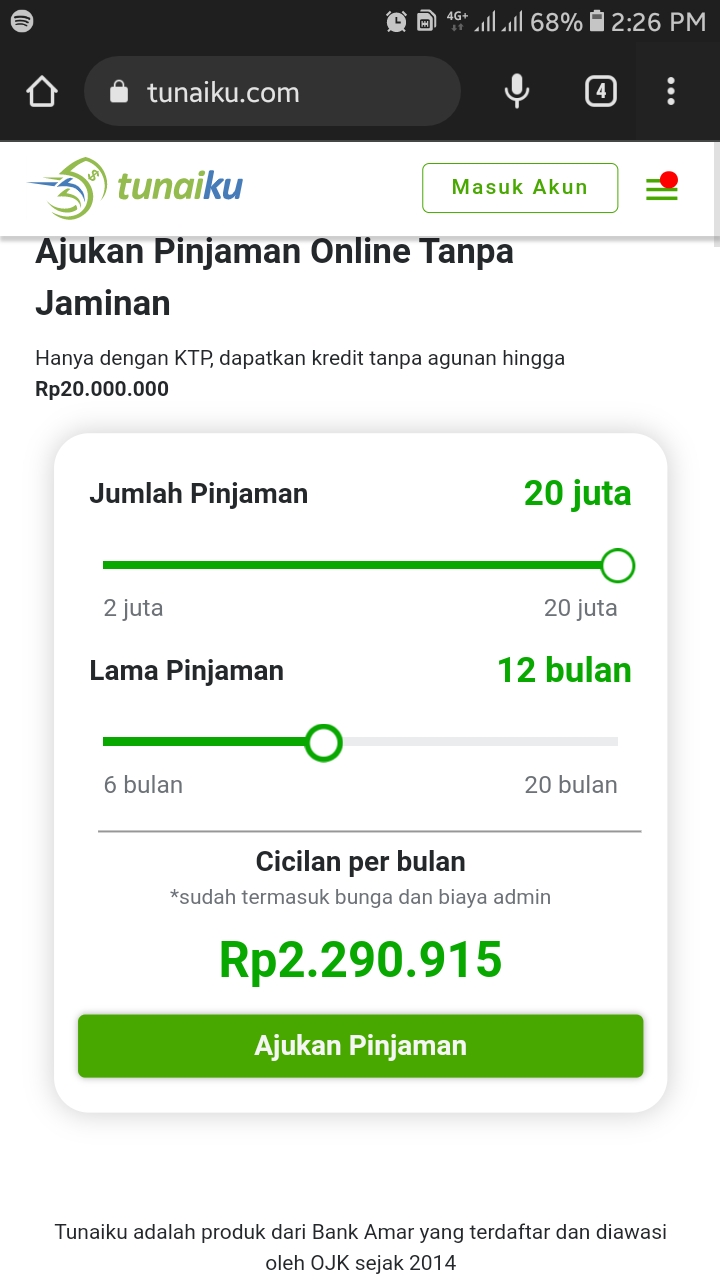 4G+ 68% 2:26 PM
tunaiku.com 4
tunaiku Masuk Akun
Ajukan Pinjaman Online Tanpa
Jaminan
Hanya dengan KTP, dapatkan kredit tanpa agunan hingga
Rp20.000.000
Jumlah Pinjaman 20 juta
2 juta 20 juta
Lama Pinjaman 12 bulan
6 bulan 20 bulan
Cicilan per bulan
*sudah termasuk bunga dan biaya admin
Rp2.290.915
Ajukan Pinjaman
Tunaiku adalah produk dari Bank Amar yang terdaftar dan diawasi
oleh OJK sejak 2014